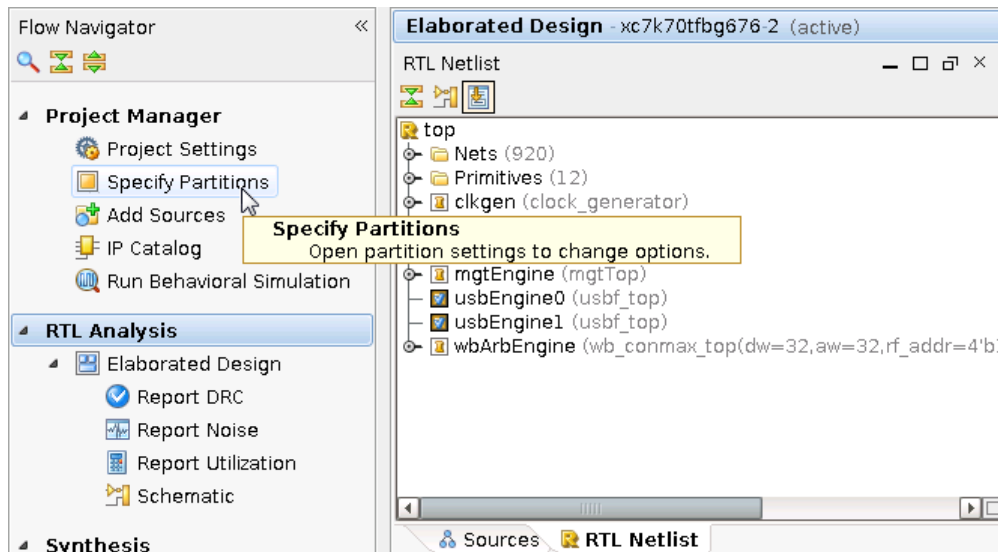 Flow Navigator
Project Manager
Project Settings
Specify Partitions
Add Sources
IP Catalog
Run Behavioral Simulation
RTL Analysis
Elaborated Design
Report DRC
Report Noise
Report Utilization
Schematic
Synthesis
Elaborated Design - xc7k70tfbg676-2 (active)
RTL Netlist
top
Nets (920)
Primitives (12)
clkgen (clock_generator)
Specify Partitions
Open partition settings to change options.
mgtEngine (mgtTop)
usbEngine0 (usbf_top)
usbEngine1 (usbf_top)
wbArbEngine (wb_conmax_top(dw=32,aw=32,rf_addr=4'b
Sources
RTL Netlist